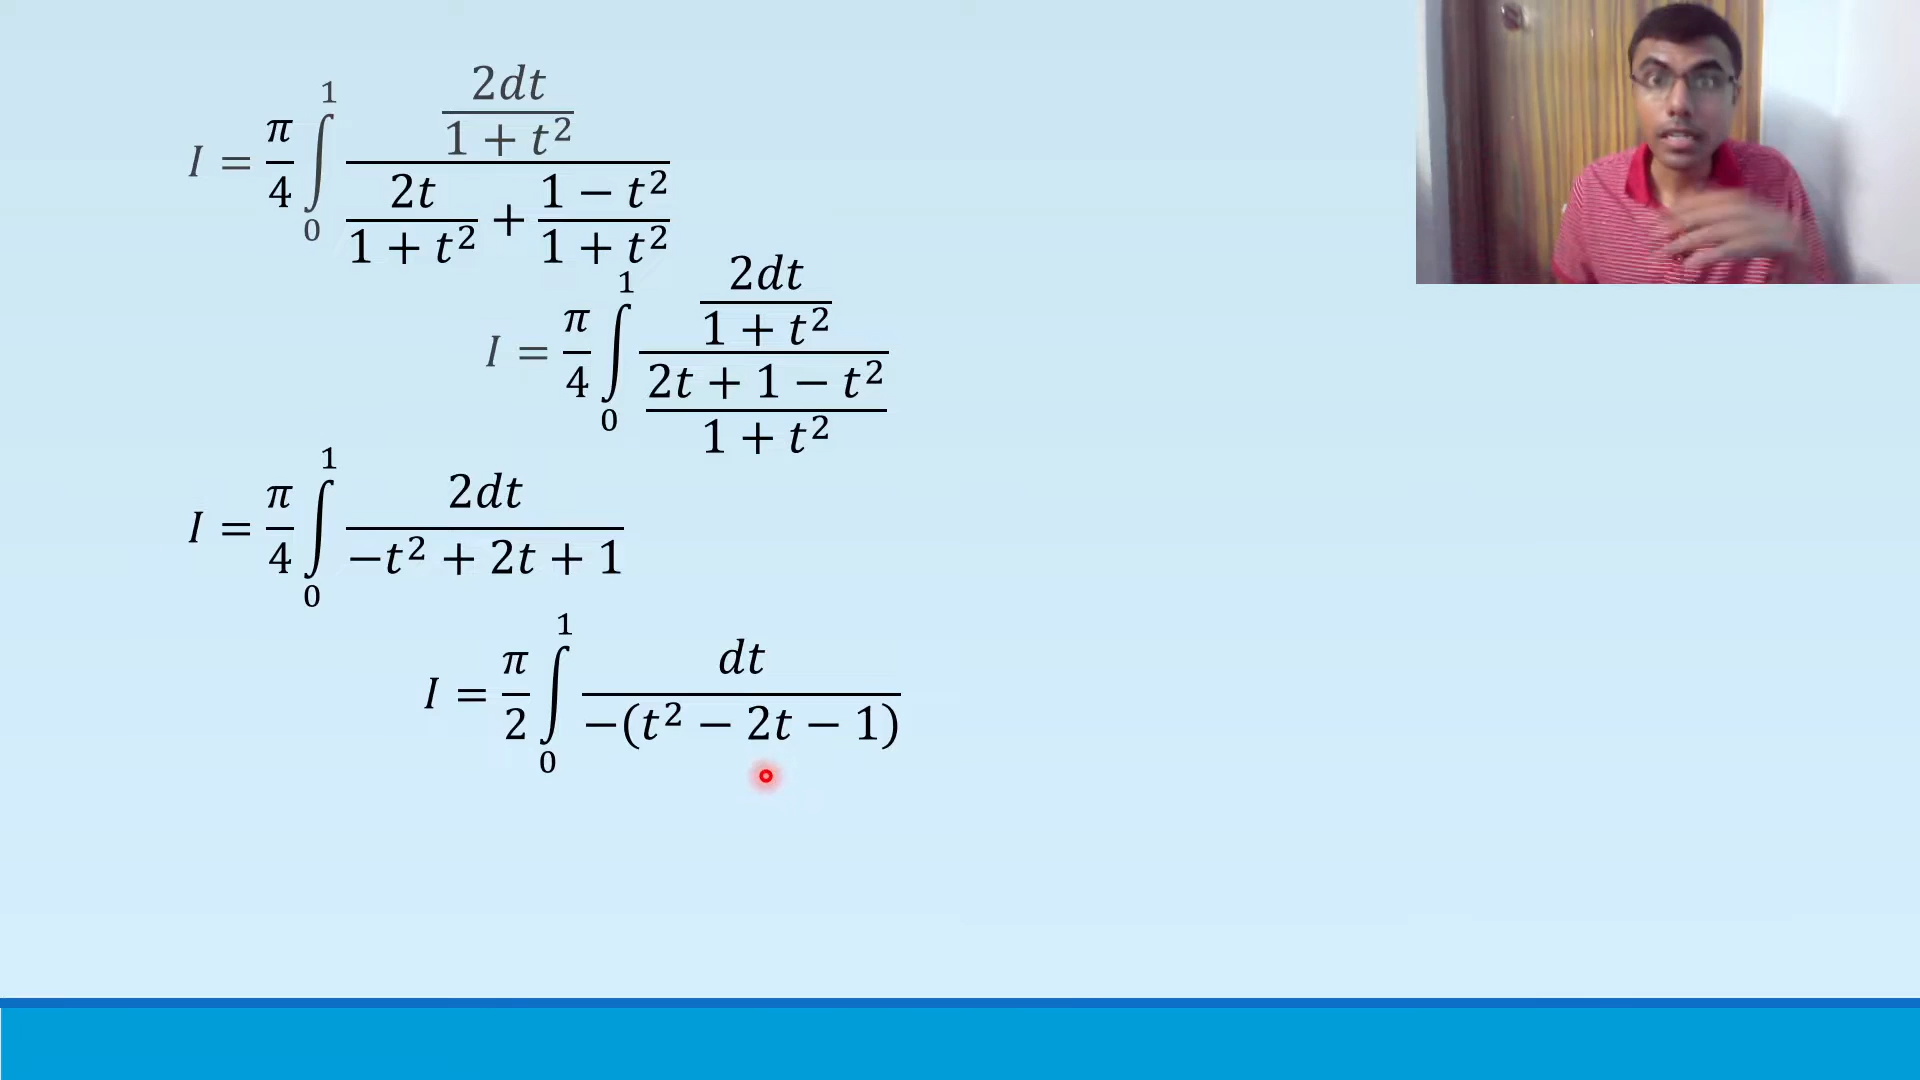 I = π/4 ∫₀¹ (2dt/(1 + t²)) / (2t/(1 + t²) + (1 − t²)/(1 + t²))
I = π/4 ∫₀¹ (2dt/(1 + t²)) / ((2t + 1 − t²)/(1 + t²))
I = π/4 ∫₀¹ 2dt/(−t² + 2t + 1)
I = π/2 ∫₀¹ dt/(−(t² − 2t − 1))